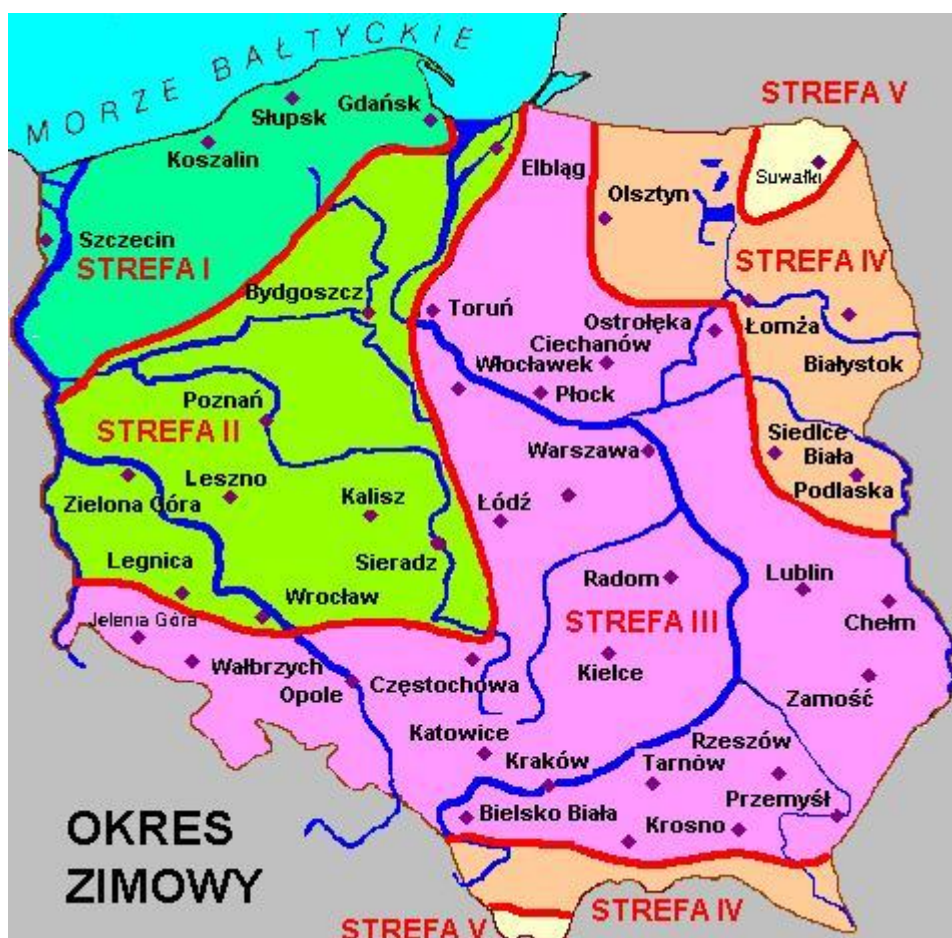 MORZE BAŁTYCKIE
STREFA V
Słupsk
Gdańsk
Koszalin
Elbląg
Suwałki
Olsztyn
Szczecin
STREFA I
STREFA IV
Bydgoszcz
Toruń
Ostrołęka
Łomża
Ciechanów
Włocławek
Białystok
Płock
Poznań
STREFA II
Siedlce
Warszawa
Biała
Podlaska
Leszno
Zielona Góra
Kalisz
Łódź
Legnica
Sieradz
Radom
Lublin
Wrocław
Jelenia Góra
STREFA III
Chełm
Wałbrzych
Opole
Częstochowa
Kielce
Zamość
Katowice
Rzeszów
Kraków
Tarnów
Bielsko Biała
Przemyśl
Krosno
OKRES
ZIMOWY
STREFA IV
STREFA V